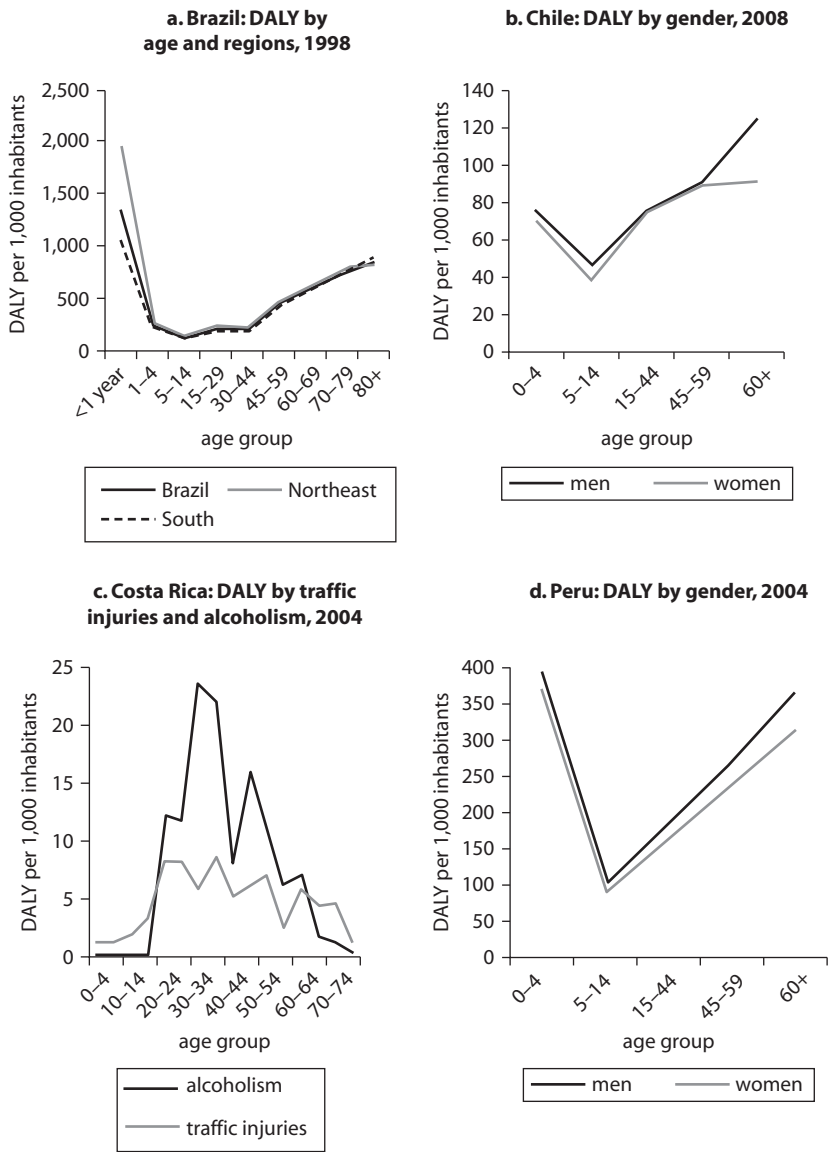 a. Brazil: DALY by
age and regions, 1998
DALY per 1,000 inhabitants
2,500
2,000
1,500
1,000
500
0
<1 year
1–4
5–14
15–29
30–44
45–59
60–69
70–79
80+
age group
Brazil
Northeast
South
b. Chile: DALY by gender, 2008
DALY per 1,000 inhabitants
140
120
100
80
60
40
20
0
0–4
5–14
15–44
45–59
60+
age group
men
women
c. Costa Rica: DALY by traffic
injuries and alcoholism, 2004
DALY per 1,000 inhabitants
25
20
15
10
5
0
0–4
10–14
20–24
30–34
40–44
50–54
60–64
70–74
age group
alcoholism
traffic injuries
d. Peru: DALY by gender, 2004
DALY per 1,000 inhabitants
400
350
300
250
200
150
100
50
0
0–4
5–14
15–44
45–59
60+
age group
men
women